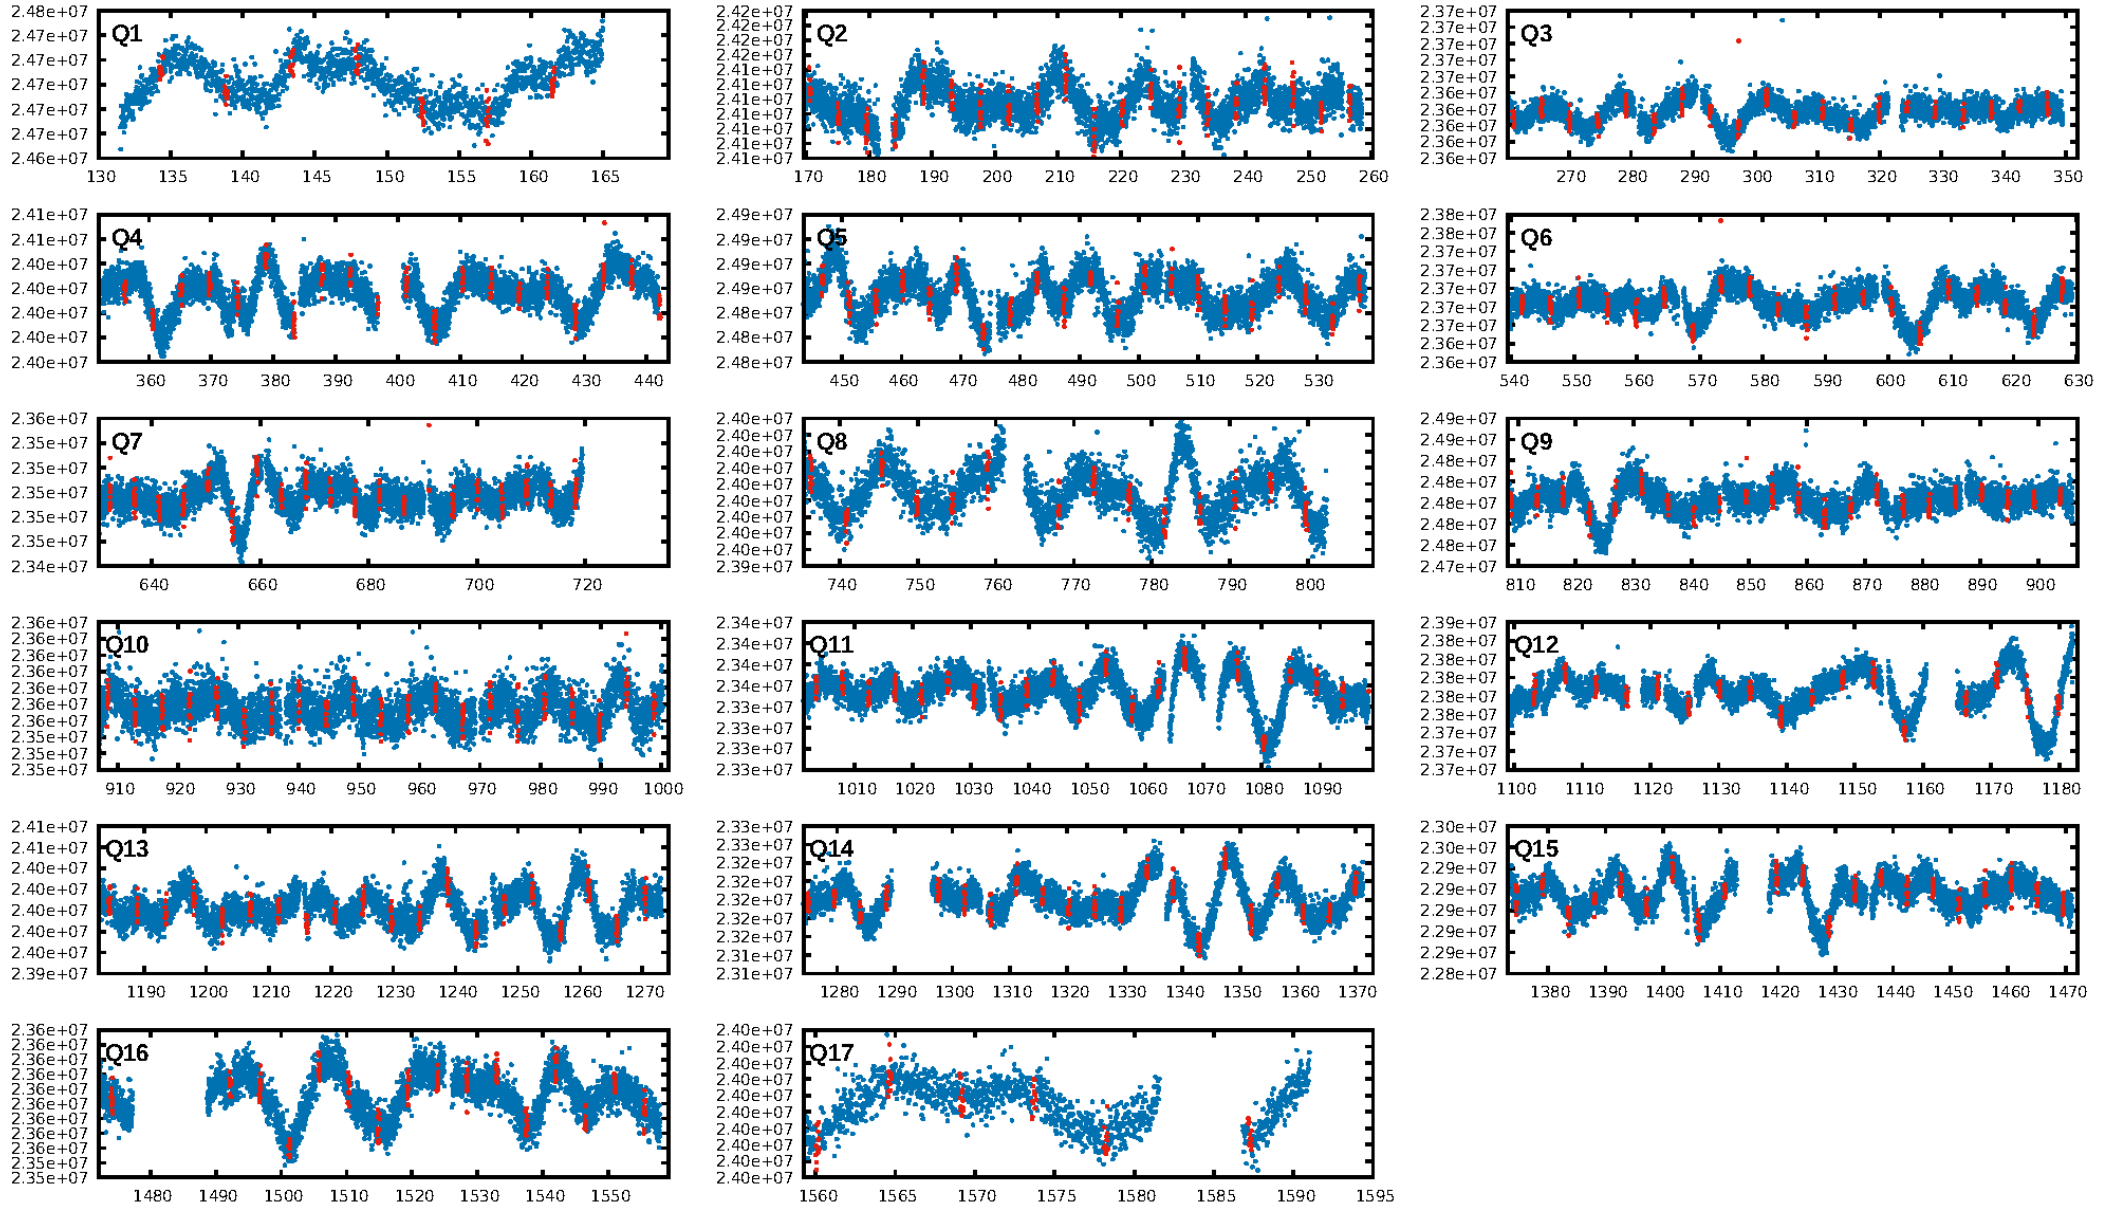 2.48e+07 2.47e+07 2.47e+07 2.47e+07 2.47e+07 2.47e+07 2.46e+07
Q1
130 135 140 145 150 155 160 165
2.42e+07 2.42e+07 2.42e+07 2.42e+07 2.41e+07 2.41e+07 2.41e+07 2.41e+07 2.41e+07 2.41e+07 2.41e+07
Q2
170 180 190 200 210 220 230 240 250 260
2.37e+07 2.37e+07 2.37e+07 2.37e+07 2.37e+07 2.36e+07 2.36e+07 2.36e+07 2.36e+07 2.36e+07
Q3
270 280 290 300 310 320 330 340 350
2.41e+07 2.41e+07 2.40e+07 2.40e+07 2.40e+07 2.40e+07 2.40e+07
Q4
360 370 380 390 400 410 420 430 440
2.49e+07 2.49e+07 2.49e+07 2.49e+07 2.48e+07 2.48e+07 2.48e+07
Q5
450 460 470 480 490 500 510 520 530
2.38e+07 2.38e+07 2.37e+07 2.37e+07 2.37e+07 2.37e+07 2.37e+07 2.36e+07 2.36e+07
Q6
540 550 560 570 580 590 600 610 620 630
2.36e+07 2.35e+07 2.35e+07 2.35e+07 2.35e+07 2.35e+07 2.34e+07
Q7
640 660 680 700 720
2.40e+07 2.40e+07 2.40e+07 2.40e+07 2.40e+07 2.40e+07 2.40e+07 2.40e+07 2.40e+07 2.39e+07
Q8
740 750 760 770 780 790 800
2.49e+07 2.49e+07 2.48e+07 2.48e+07 2.48e+07 2.48e+07 2.48e+07 2.47e+07
Q9
810 820 830 840 850 860 870 880 890 900
2.36e+07 2.36e+07 2.36e+07 2.36e+07 2.36e+07 2.36e+07 2.36e+07 2.36e+07 2.35e+07 2.35e+07
Q10
910 920 930 940 950 960 970 980 990 1000
2.34e+07 2.34e+07 2.34e+07 2.34e+07 2.33e+07 2.33e+07 2.33e+07 2.33e+07
Q11
1010 1020 1030 1040 1050 1060 1070 1080 1090
2.39e+07 2.38e+07 2.38e+07 2.38e+07 2.38e+07 2.38e+07 2.37e+07 2.37e+07 2.37e+07
Q12
1100 1110 1120 1130 1140 1150 1160 1170 1180
2.41e+07 2.41e+07 2.40e+07 2.40e+07 2.40e+07 2.40e+07 2.40e+07 2.39e+07
Q13
1190 1200 1210 1220 1230 1240 1250 1260 1270
2.33e+07 2.33e+07 2.32e+07 2.32e+07 2.32e+07 2.32e+07 2.32e+07 2.31e+07 2.31e+07
Q14
1280 1290 1300 1310 1320 1330 1340 1350 1360 1370
2.30e+07 2.30e+07 2.29e+07 2.29e+07 2.29e+07 2.29e+07 2.29e+07 2.28e+07
Q15
1380 1390 1400 1410 1420 1430 1440 1450 1460 1470
2.36e+07 2.36e+07 2.36e+07 2.36e+07 2.36e+07 2.36e+07 2.36e+07 2.36e+07 2.36e+07 2.35e+07 2.35e+07
Q16
1480 1490 1500 1510 1520 1530 1540 1550
2.40e+07 2.40e+07 2.40e+07 2.40e+07 2.40e+07 2.40e+07 2.40e+07 2.40e+07 2.40e+07 2.40e+07
Q17
1560 1565 1570 1575 1580 1585 1590 1595